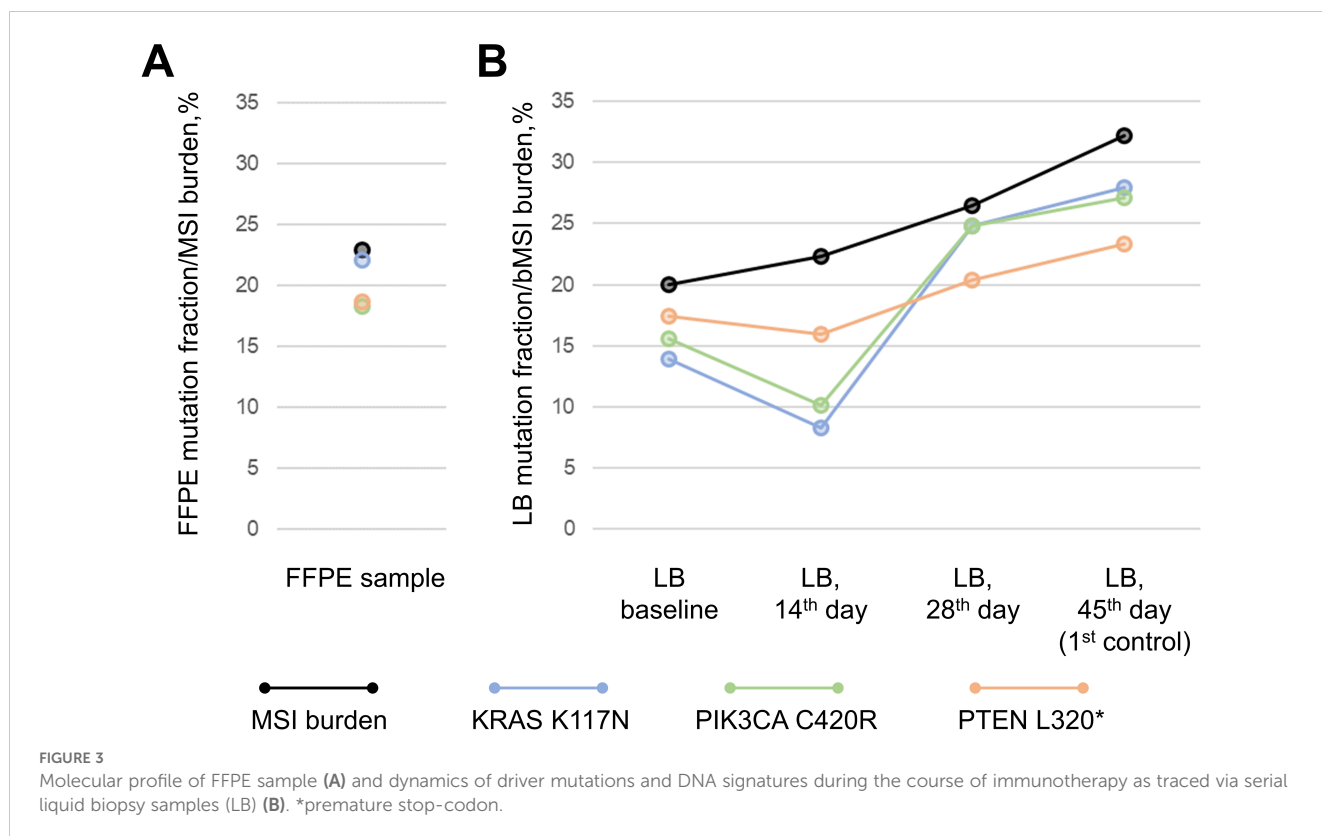 A
B
FFPE mutation fraction/MSI burden,%
35
30
25
20
15
10
5
0
FFPE sample
LB mutation fraction/bMSI burden,%
35
30
25
20
15
10
5
0
LB
baseline
LB,
14th day
LB,
28th day
LB,
45th day
(1st control)
MSI burden
KRAS K117N
PIK3CA C420R
PTEN L320*
FIGURE 3
Molecular profile of FFPE sample (A) and dynamics of driver mutations and DNA signatures during the course of immunotherapy as traced via serial
liquid biopsy samples (LB) (B). *premature stop-codon.